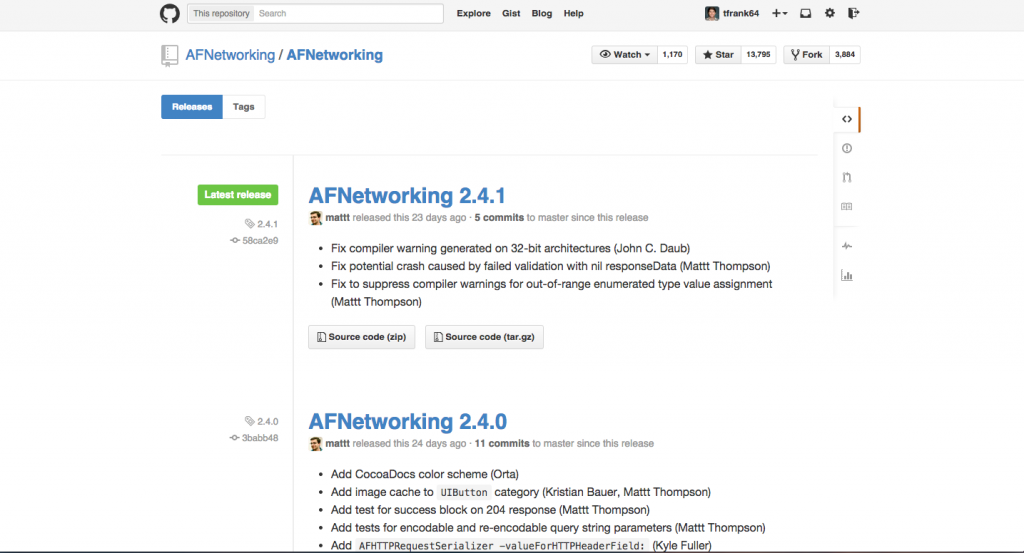 This repository Search Explore Gist Blog Help tfrank64
AFNetworking / AFNetworking Watch 1,170 Star 13,795 Fork 3,884
Releases Tags
Latest release
2.4.1
58ca2e9
AFNetworking 2.4.1
mattt released this 23 days ago · 5 commits to master since this release
• Fix compiler warning generated on 32-bit architectures (John C. Daub)
• Fix potential crash caused by failed validation with nil responseData (Mattt Thompson)
• Fix to suppress compiler warnings for out-of-range enumerated type value assignment
(Mattt Thompson)
Source code (zip) Source code (tar.gz)
2.4.0
3babb48
AFNetworking 2.4.0
mattt released this 24 days ago · 11 commits to master since this release
• Add CocoaDocs color scheme (Orta)
• Add image cache to UIButton category (Kristian Bauer, Mattt Thompson)
• Add test for success block on 204 response (Mattt Thompson)
• Add tests for encodable and re-encodable query string parameters (Mattt Thompson)
• Add AFHTTPRequestSerializer -valueForHTTPHeaderField: (Kyle Fuller)